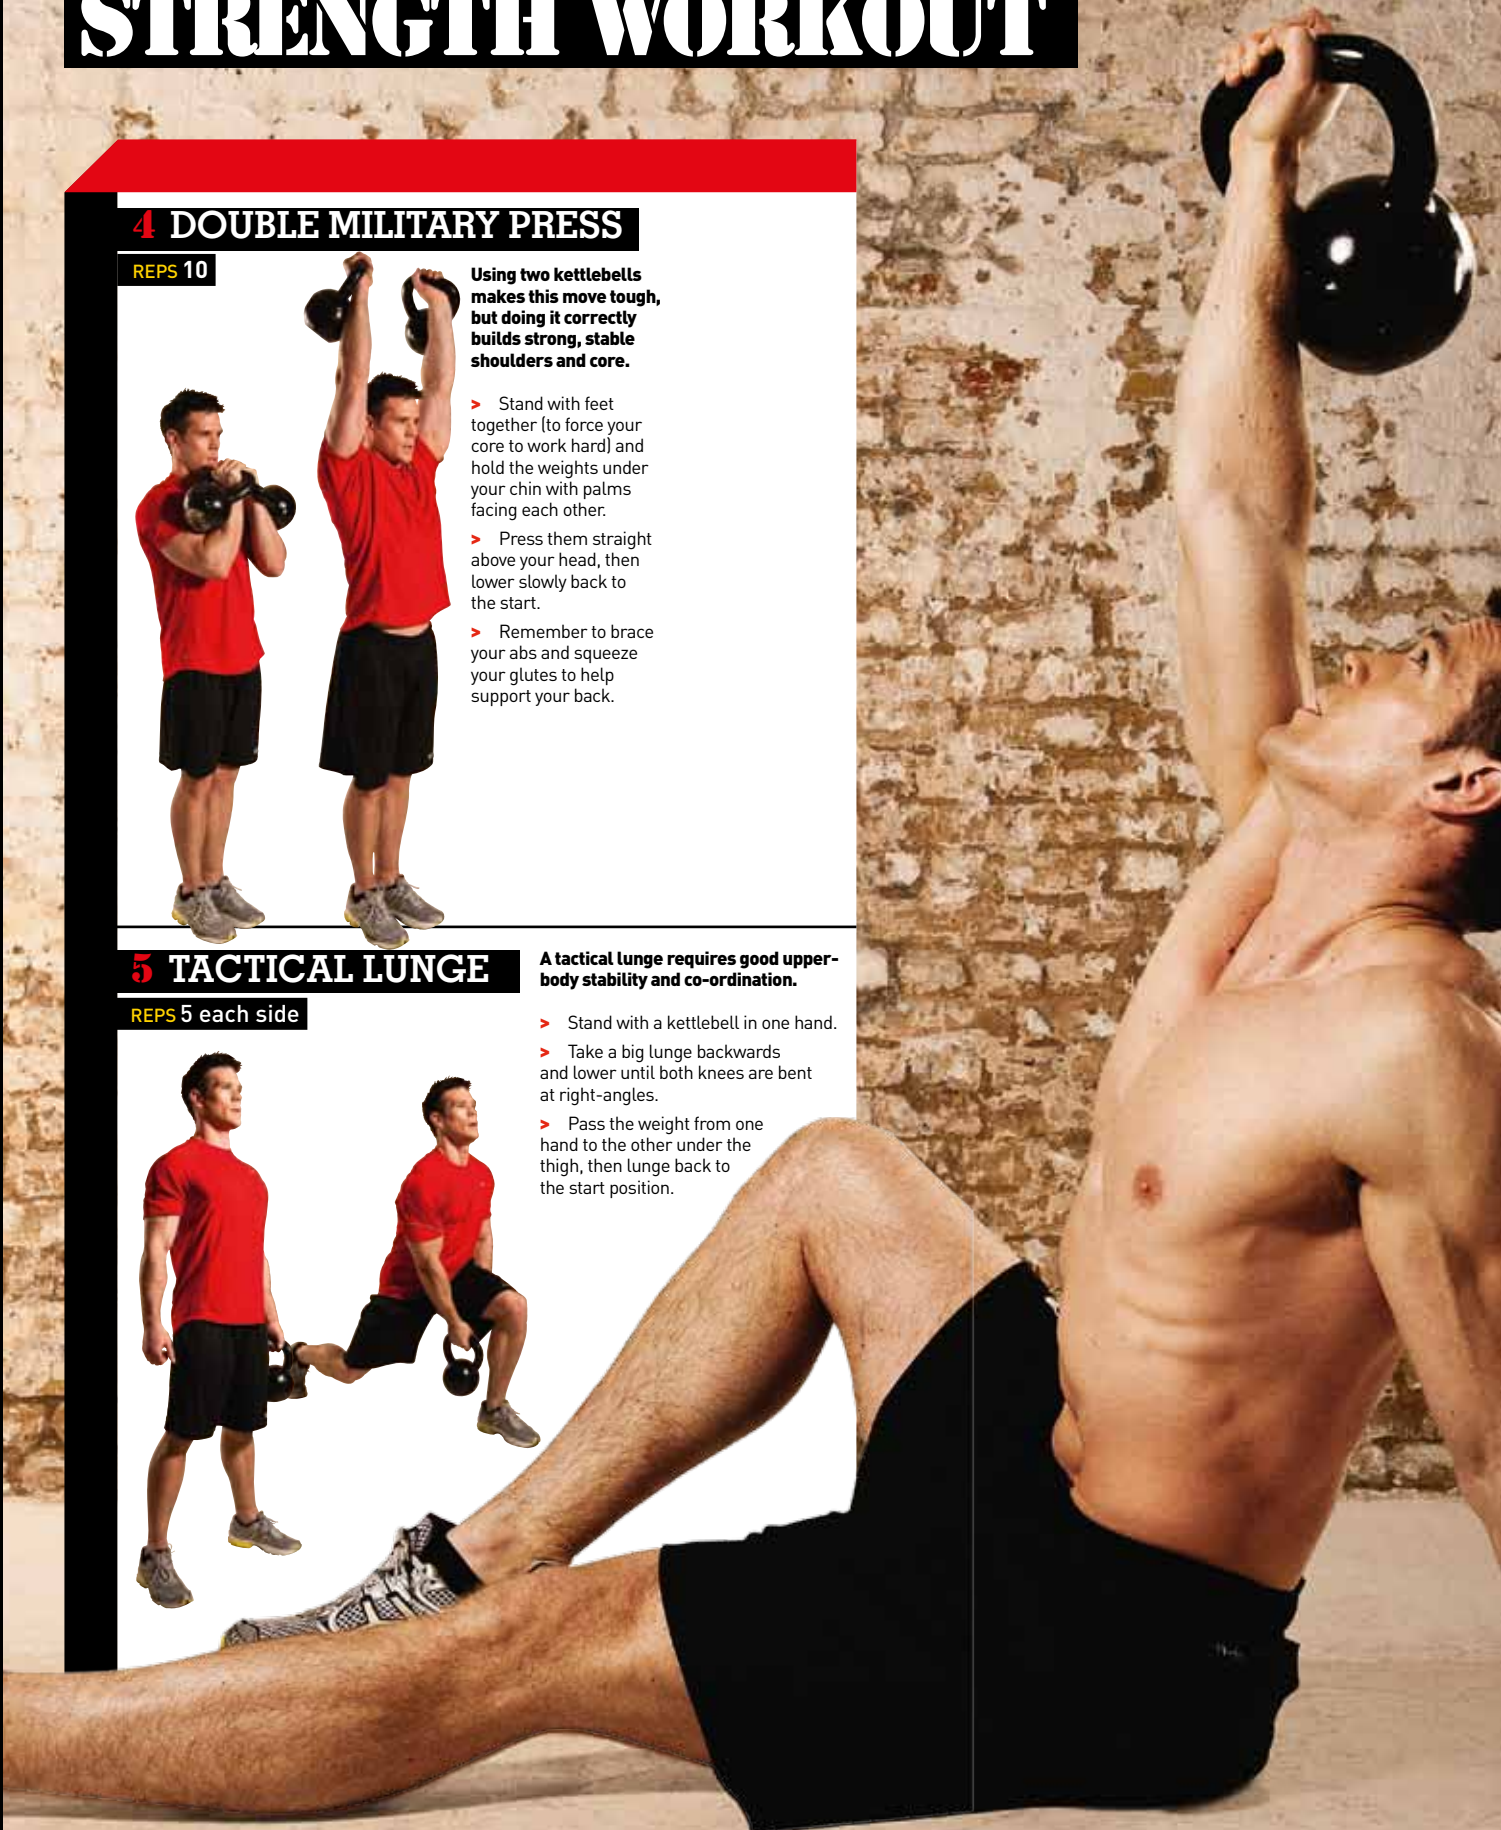 STRENGTH WORKOUT
4 DOUBLE MILITARY PRESS
REPS 10
Using two kettlebells
makes this move tough,
but doing it correctly
builds strong, stable
shoulders and core.
> Stand with feet
together (to force your
core to work hard) and
hold the weights under
your chin with palms
facing each other.
> Press them straight
above your head, then
lower slowly back to
the start.
> Remember to brace
your abs and squeeze
your glutes to help
support your back.
5 TACTICAL LUNGE
REPS 5 each side
A tactical lunge requires good upper-
body stability and co-ordination.
> Stand with a kettlebell in one hand.
> Take a big lunge backwards
and lower until both knees are bent
at right-angles.
> Pass the weight from one
hand to the other under the
thigh, then lunge back to
the start position.